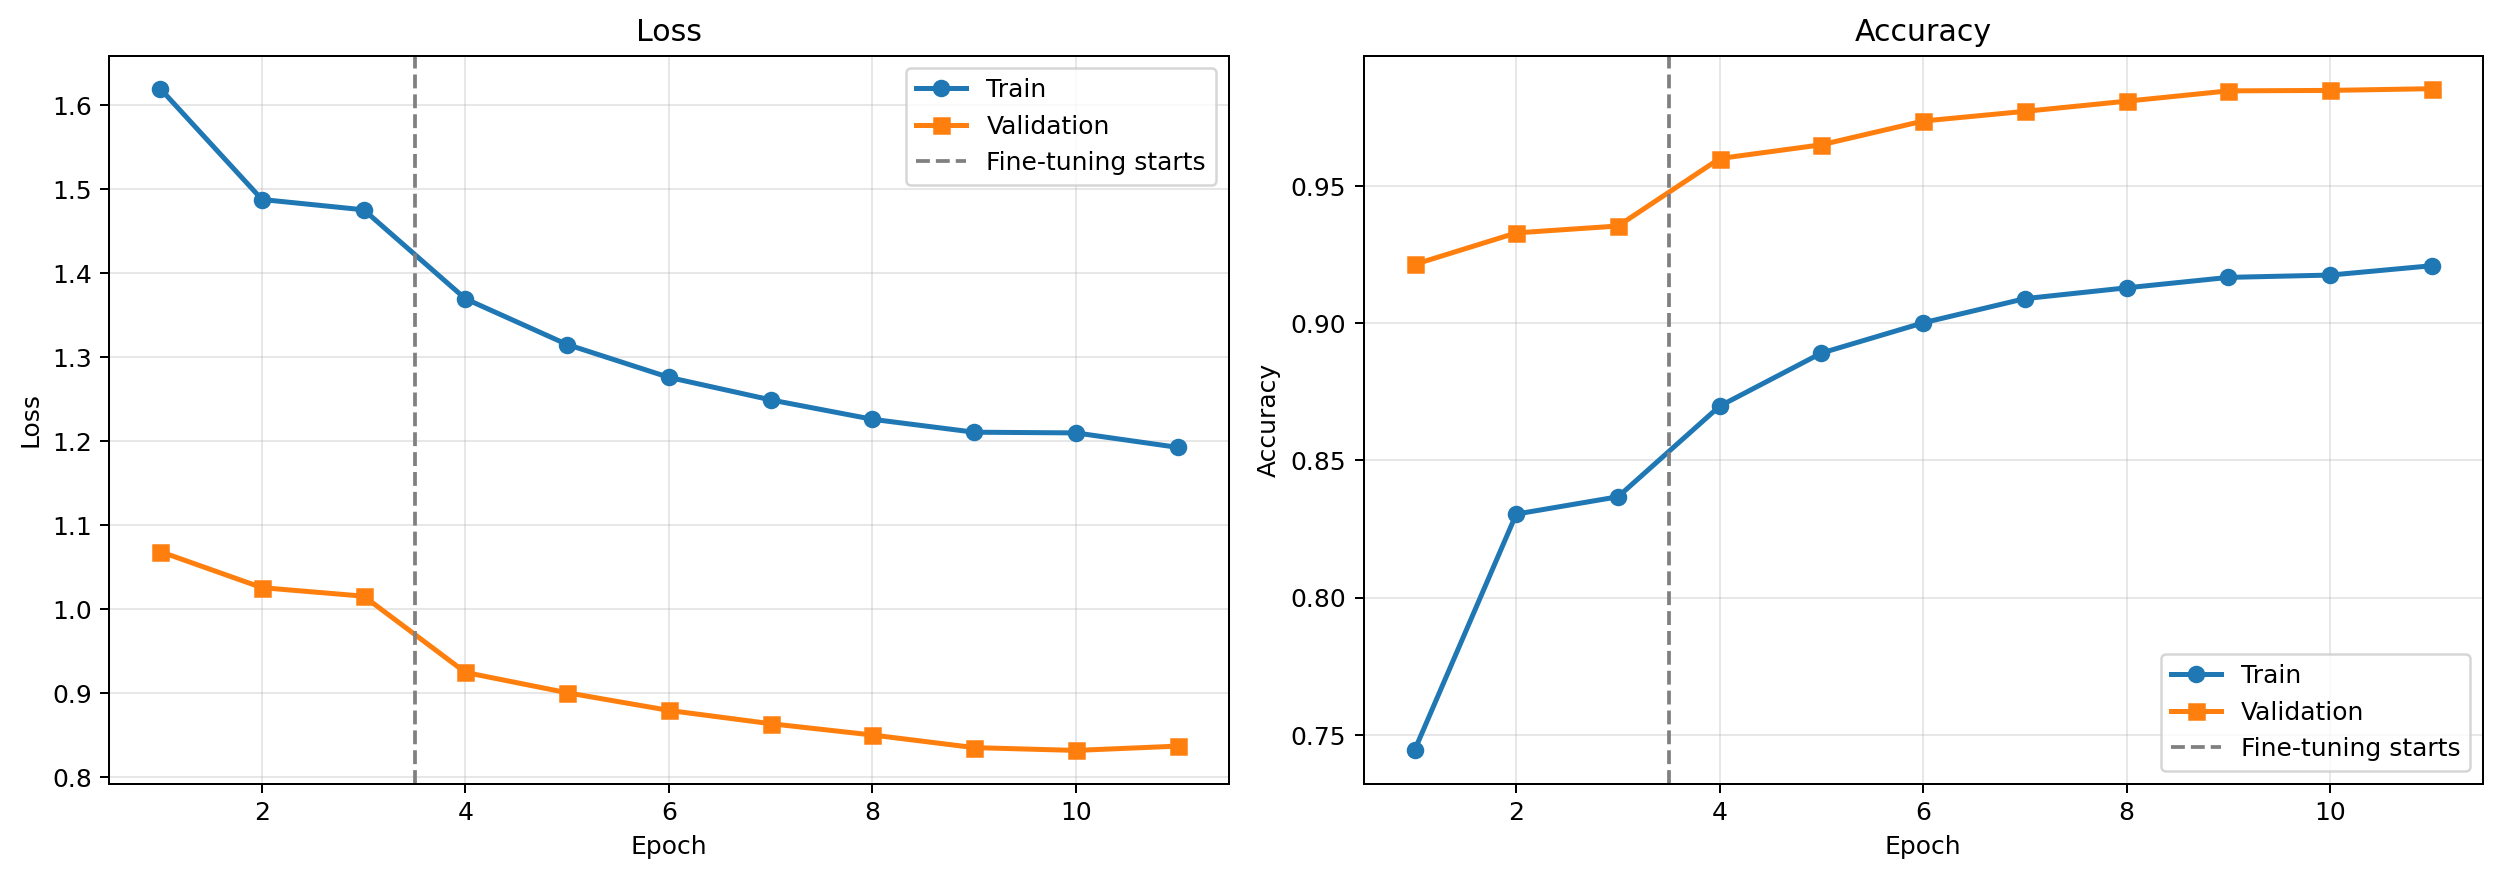 Loss
Train
Validation
Fine-tuning starts
1.6
1.5
1.4
1.3
1.2
1.1
1.0
0.9
0.8
Loss
2
4
6
8
10
Epoch
Accuracy
0.95
0.90
0.85
0.80
0.75
Accuracy
Train
Validation
Fine-tuning starts
2
4
6
8
10
Epoch